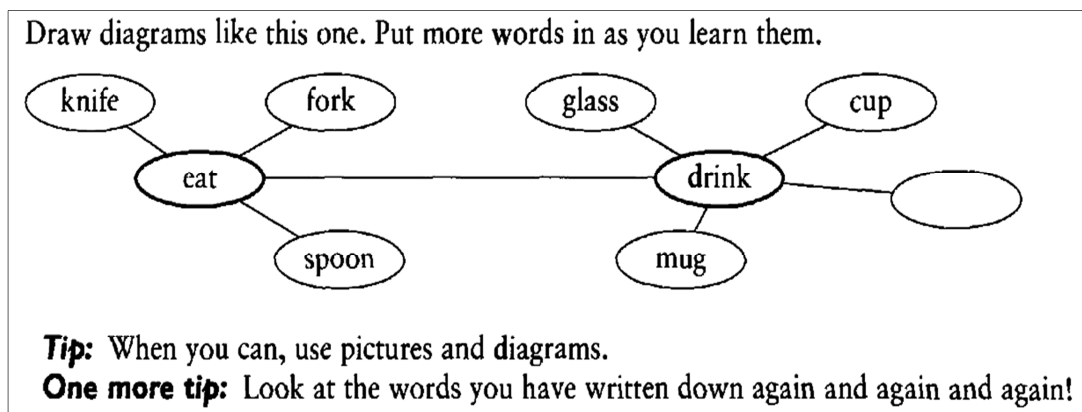 Draw diagrams like this one. Put more words in as you learn them.
knife
fork
glass
cup
eat
drink
spoon
mug
Tip: When you can, use pictures and diagrams.
One more tip: Look at the words you have written down again and again and again!